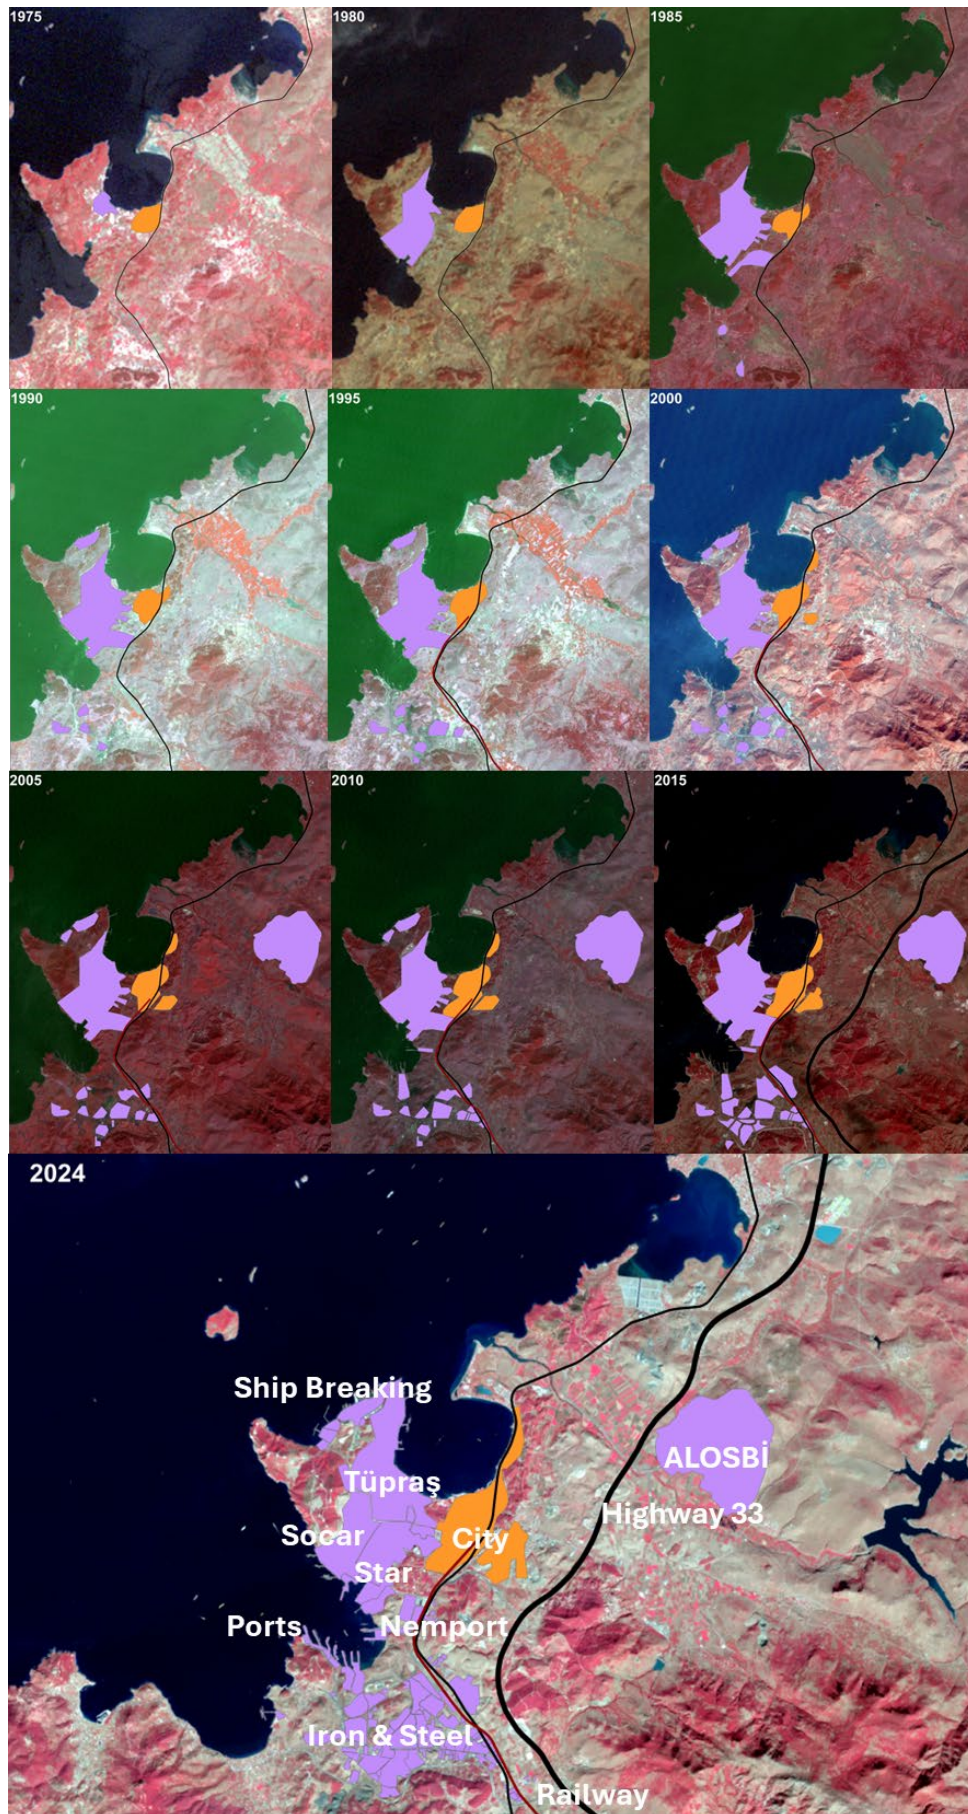 1975
1980
1985
1990
1995
2000
2005
2010
2015
2024
Ship Breaking
Tüpraş
ALOSBİ
Highway 33
Socar
City
Star
Ports
Nemport
Iron & Steel
Railway